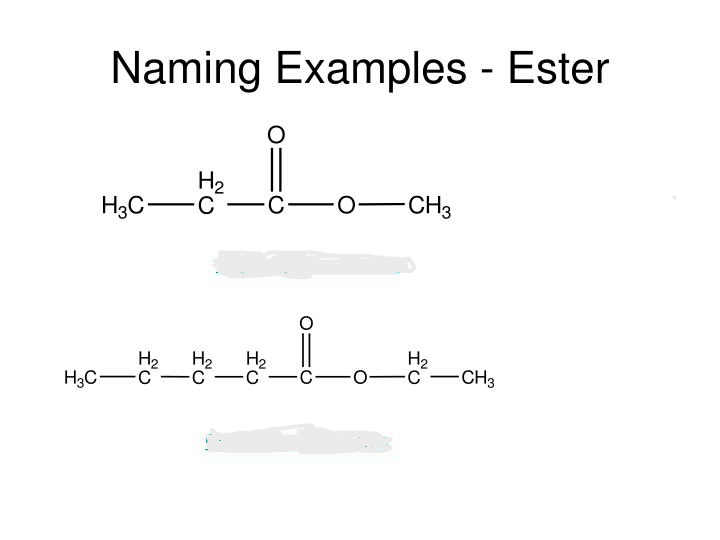 Naming Examples - Ester
O
H2
H3C C C O CH3
O
H2 H2 H2 H2
H3C C C C C O C CH3